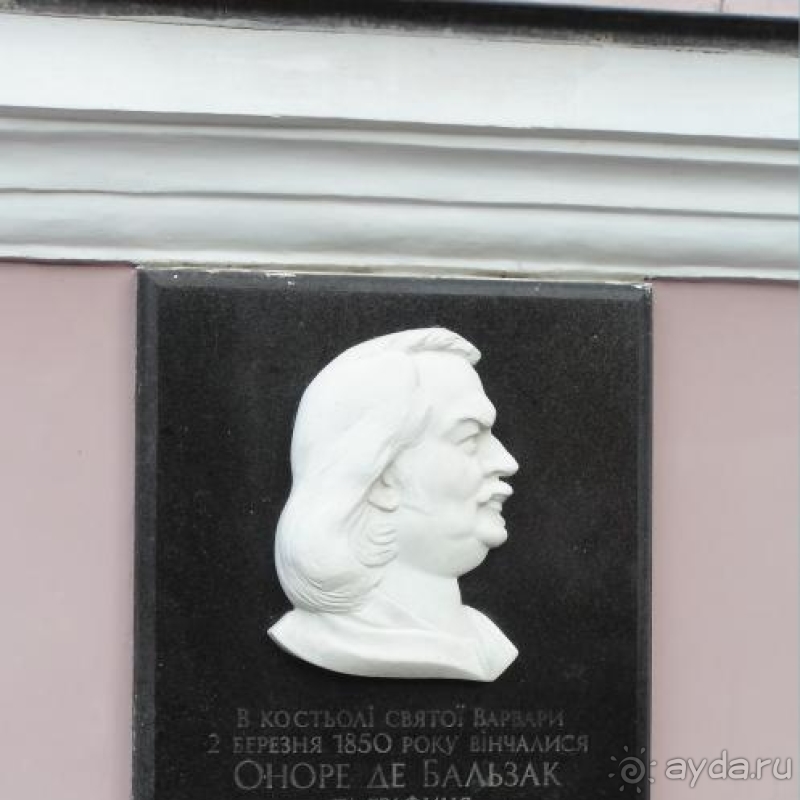 В КОСТЬОЛІ СВЯТОЇ ВАРВАРИ
2 БЕРЕЗНЯ 1850 РОКУ ВІНЧАЛИСЯ
ОНОРЕ ДЕ БАЛЬЗАК
ayda.ru